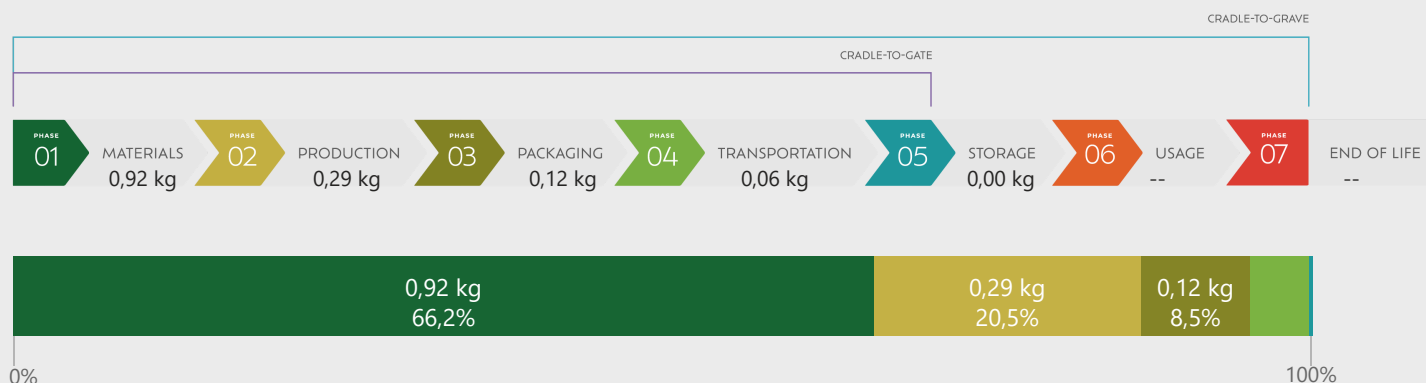 CRADLE-TO-GRAVE
CRADLE-TO-GATE
PHASE
01
MATERIALS
0,92 kg
PHASE
02
PRODUCTION
0,29 kg
PHASE
03
PACKAGING
0,12 kg
PHASE
04
TRANSPORTATION
0,06 kg
PHASE
05
STORAGE
0,00 kg
PHASE
06
USAGE
--
PHASE
07
END OF LIFE
--
0,92 kg
66,2%
0,29 kg
20,5%
0,12 kg
8,5%
0%
100%